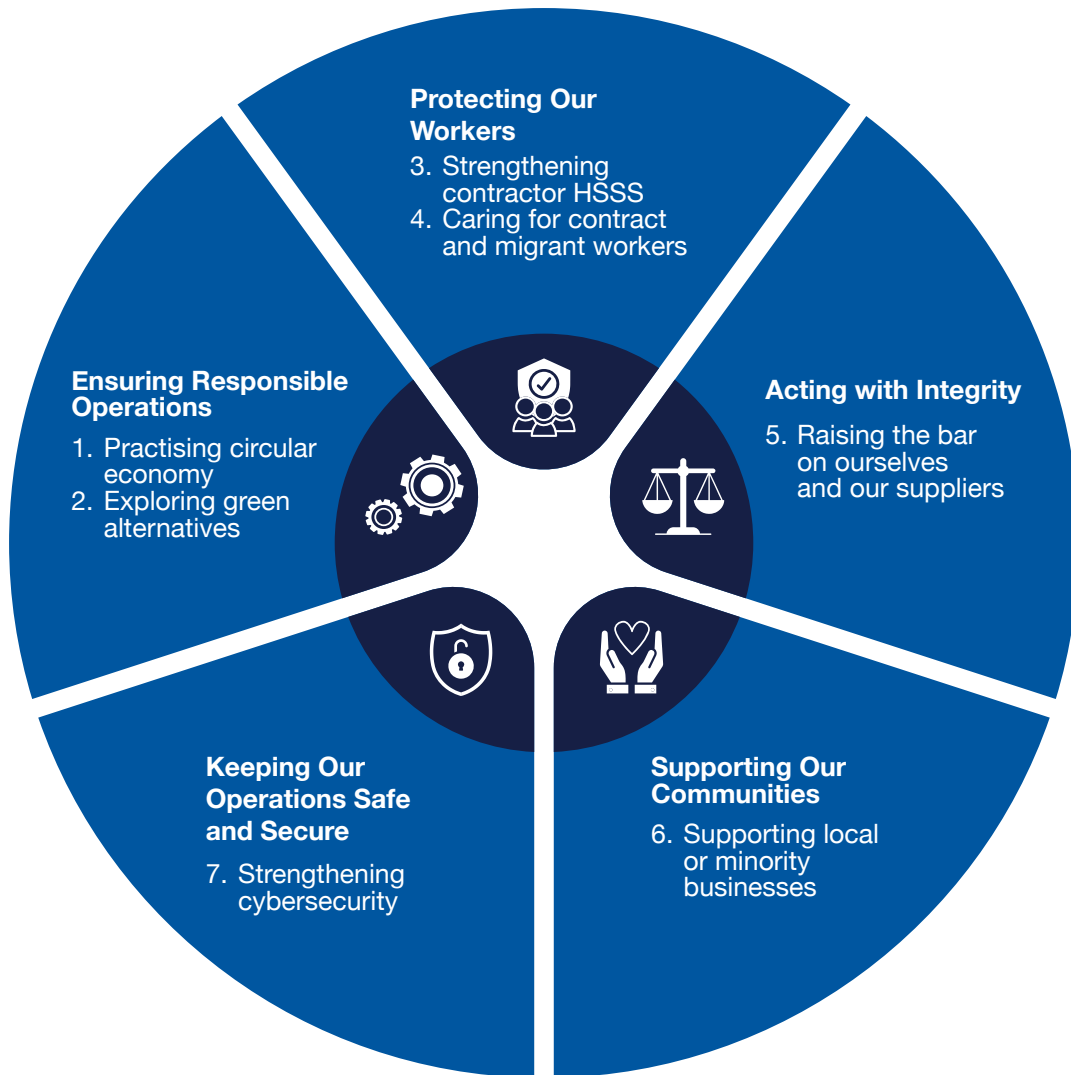 Protecting Our
Workers
3. Strengthening
contractor HSSS
4. Caring for contract
and migrant workers
Ensuring Responsible
Operations
1. Practising circular
economy
2. Exploring green
alternatives
Acting with Integrity
5. Raising the bar
on ourselves
and our suppliers
Keeping Our
Operations Safe
and Secure
7. Strengthening
cybersecurity
Supporting Our
Communities
6. Supporting local
or minority
businesses